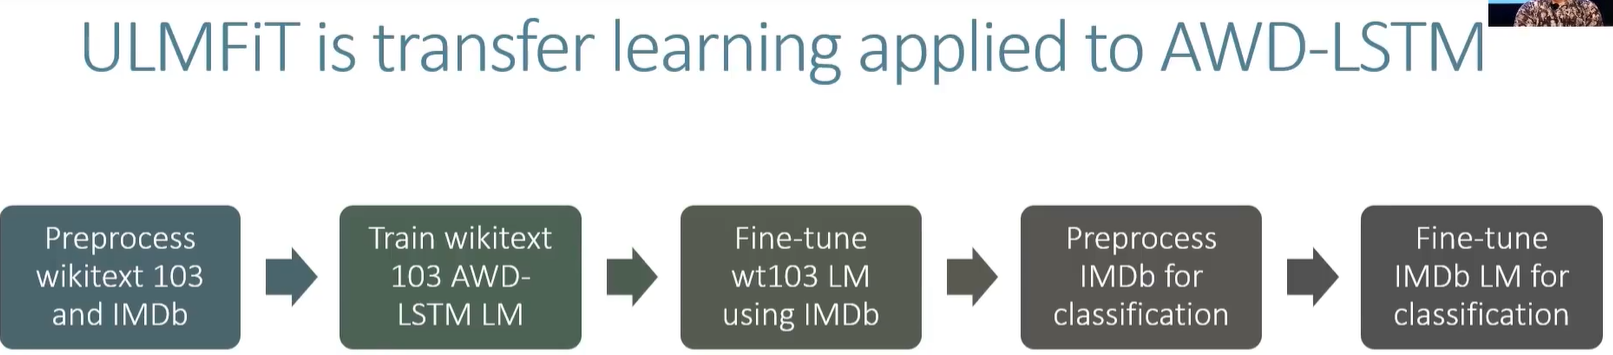 ULMFiT is transfer learning applied to AWD-LSTM
Preprocess
wikitext 103
and IMDb
Train wikitext
103 AWD-
LSTM LM
Fine-tune
wt103 LM
using IMDb
Preprocess
IMDb for
classification
Fine-tune
IMDb LM for
classification